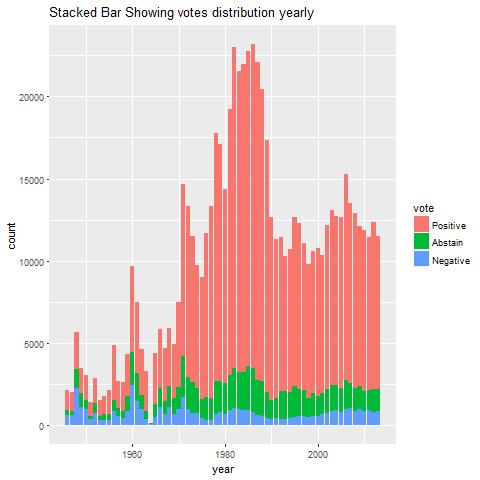 Stacked Bar Showing votes distribution yearly
20000
15000
10000
5000
0
count
1960
1980
2000
year
vote
Positive
Abstain
Negative